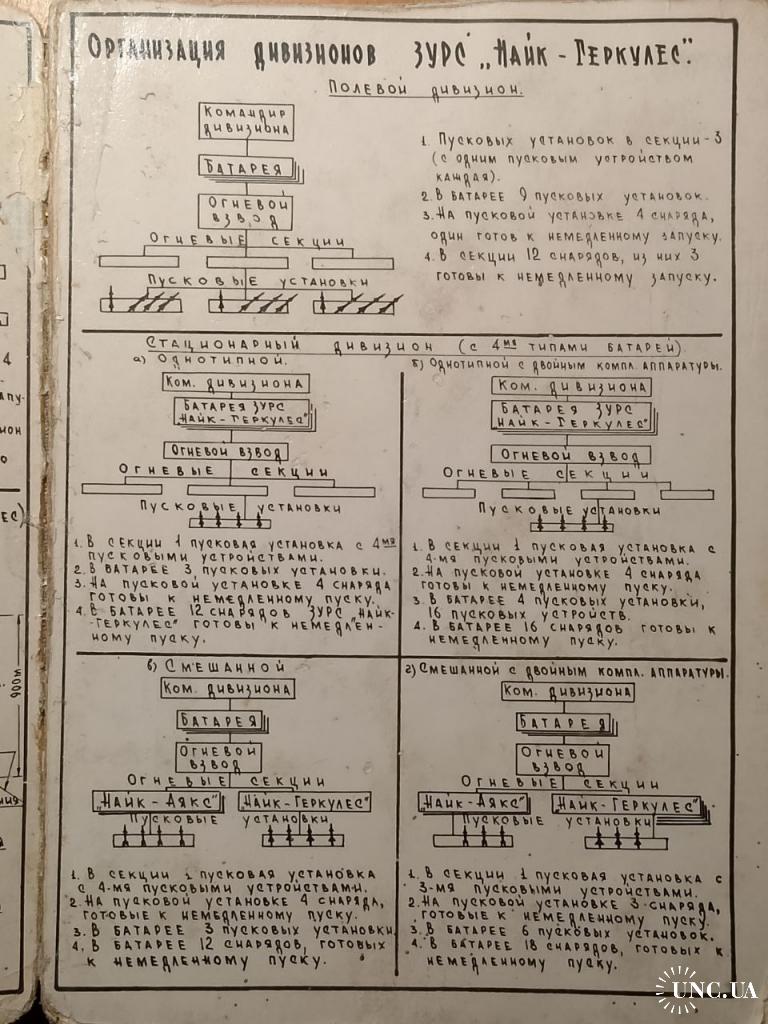 Организация дивизионов ЗУРС „Найк-Геркулес".
Полевой дивизион.
Командир
дивизиона
Батарея
Огневой
взвод
Огневые секции
Пусковые установки
1. Пусковых установок в секции-3
(с одним пусковым устройством
каждая).
2. В батарее 9 пусковых установок.
3. На пусковой установке 4 снаряда,
один готов к немедленному запуску.
4. В секции 12 снарядов, из них 3
готовы к немедленному запуску.
Стационарный дивизион (с 4мя типами батарей)
а) Однотипной.
Ком. дивизиона
Батарея ЗУРС
„Найк-Геркулес"
Огневой взвод
Огневые секции
Пусковые установки
1. В секции 1 пусковая установка с 4мя
пусковыми устройствами.
2. В батарее 3 пусковых установки.
3. На пусковой установке 4 снаряда
готовы к немедленному пуску.
4. В батарее 12 снарядов ЗУРС „Найк-
-Геркулес" готовы к немедлен-
ному пуску.
б) Однотипной с двойным компл. аппаратуры.
Ком. дивизиона
Батарея ЗУРС
„Найк-Геркулес"
Огневой взвод
Огневые секции
Пусковые установки
1. В секции 1 пусковая установка с
4-мя пусковыми устройствами.
2. На пусковой установке 4 снаряда
готовы к немедленному пуску.
3. В батарее 4 пусковых установки,
16 пусковых устройств.
4. В батарее 16 снарядов готовы к
немедленному пуску.
в) Смешанной
Ком. дивизиона
Батарея
Огневой
взвод
Огневые секции
„Найк-Аякс" „Найк-Геркулес"
Пусковые установки
1. В секции 1 пусковая установка
с 4-мя пусковыми устройствами.
2. На пусковой установке 4 снаряда,
готовые к немедленному пуску.
3. В батарее 3 пусковых установки.
4. В батарее 12 снарядов, готовых
к немедленному пуску.
г) Смешанной с двойным компл. аппаратуры.
Ком. дивизиона
Батарея
Огневой
взвод
Огневые секции
„Найк-Аякс" „Найк-Геркулес"
Пусковые установки
1. В секции 1 пусковая установка с
3-мя пусковыми устройствами.
2. На пусковой установке 3 снаряда,
готовые к немедленному пуску.
3. В батарее 6 пусковых установок.
4. В батарее 18 снарядов, готовых к
немедленному пуску.
UNC.UA